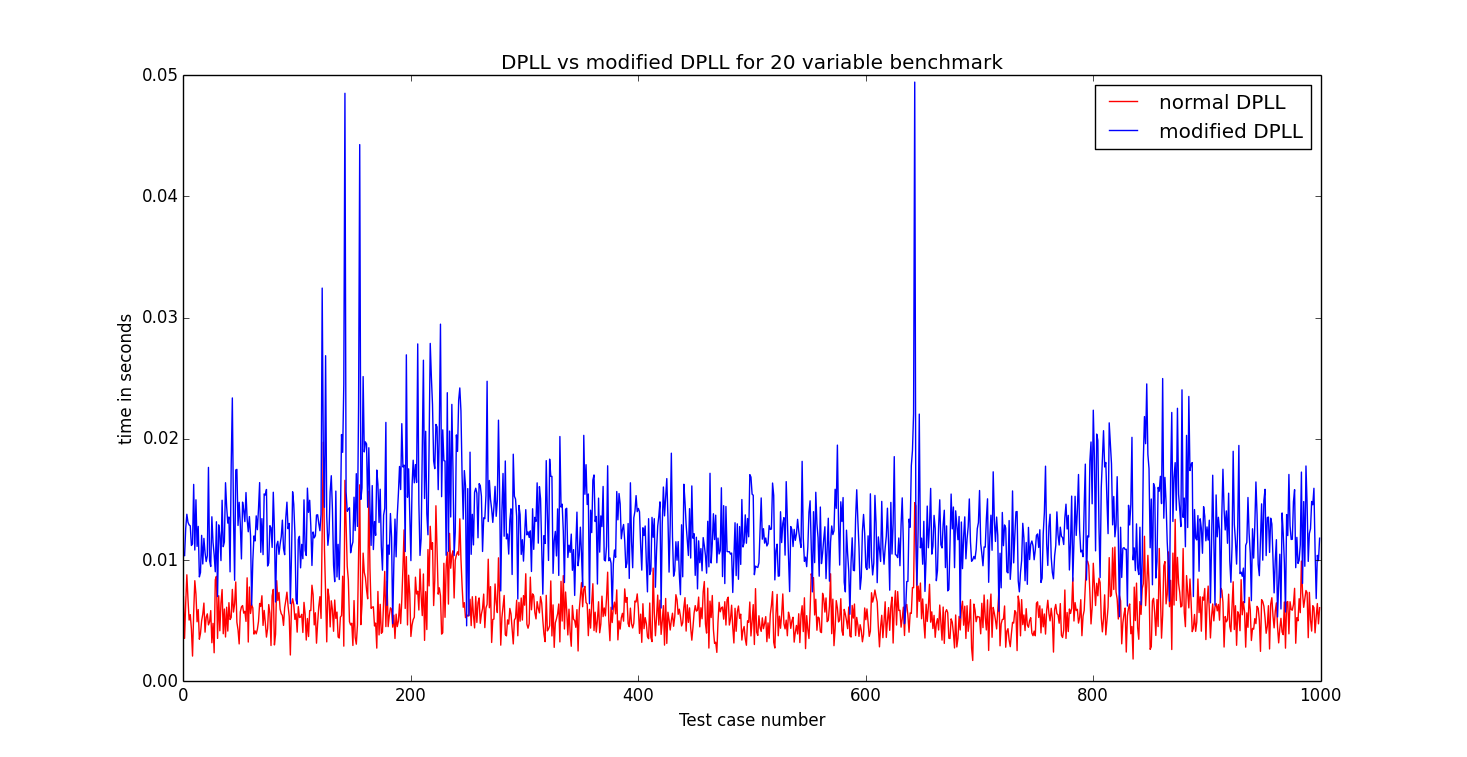 DPLL vs modified DPLL for 20 variable benchmark
0.05
normal DPLL
modified DPLL
0.04
0.03
time in seconds
0.02
0.01
0.00
0 200 400 600 800 1000
Test case number